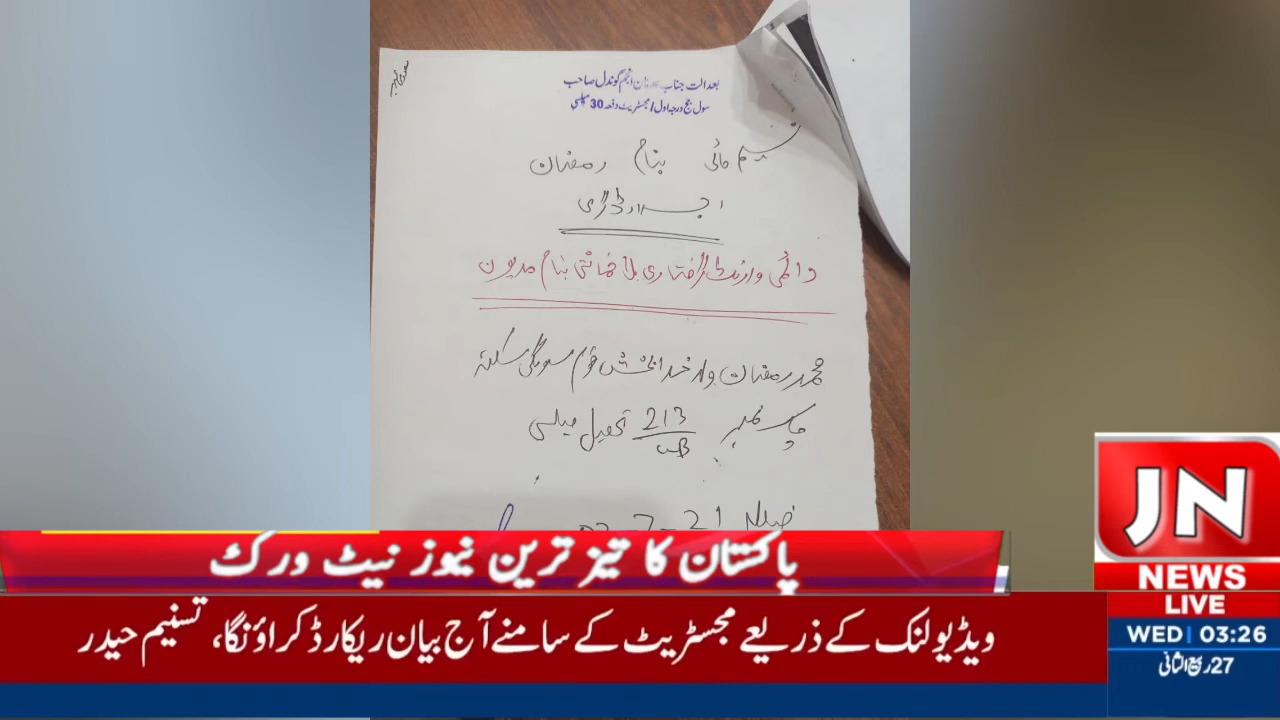 بعدالت جناب انجم گوندل صاحب
سول جج درجہ اول/مجسٹریٹ دفعہ 30 میلسی
نسیم مائی بنام رمضان
اجراء ڈگری
دائمی وارنٹ گرفتاری بلا ضمانتی بنام مدیون
محمد رمضان ولد خدا بخش قوم سکنہ
چک نمبر 213/WB تحصیل میلسی
فیصلہ 21-7-
پاکستان کا تیز ترین نیوز نیٹ ورک
ویڈیو لنک کے ذریعے مجسٹریٹ کے سامنے آج بیان ریکارڈ کراؤنگا، تسنیم حیدر
JN
NEWS
LIVE
WED | 03:26
27 ربیع الثانی